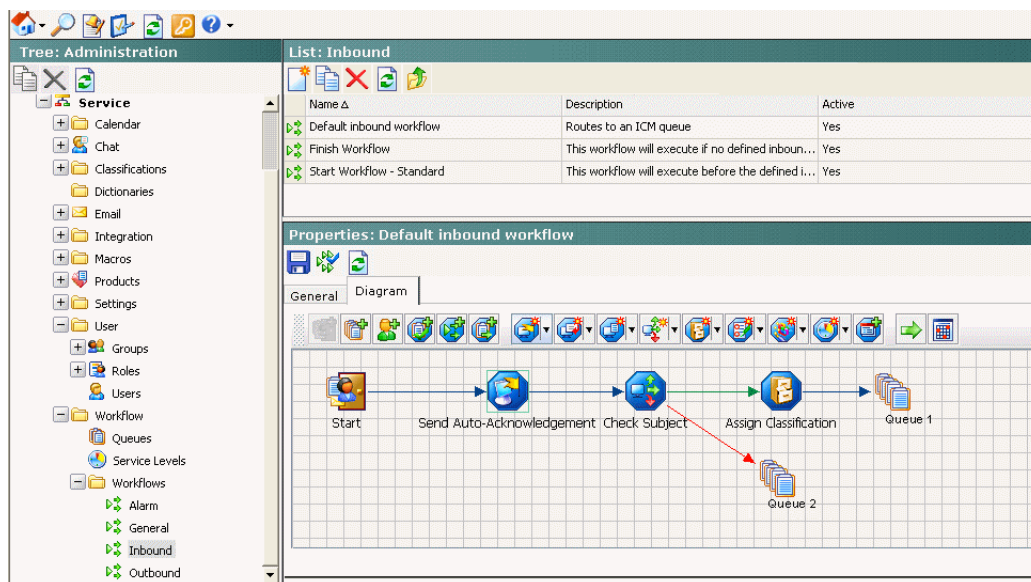 Tree: Administration
Service
Calendar
Chat
Classifications
Dictionaries
Email
Integration
Macros
Products
Settings
User
Groups
Roles
Users
Workflow
Queues
Service Levels
Workflows
Alarm
General
Inbound
Outbound
List: Inbound
Name Description Active
Default inbound workflow Routes to an ICM queue Yes
Finish Workflow This workflow will execute if no defined inboun... Yes
Start Workflow - Standard This workflow will execute before the defined i... Yes
Properties: Default inbound workflow
General Diagram
Start Send Auto-Acknowledgement Check Subject Assign Classification Queue 1
Queue 2